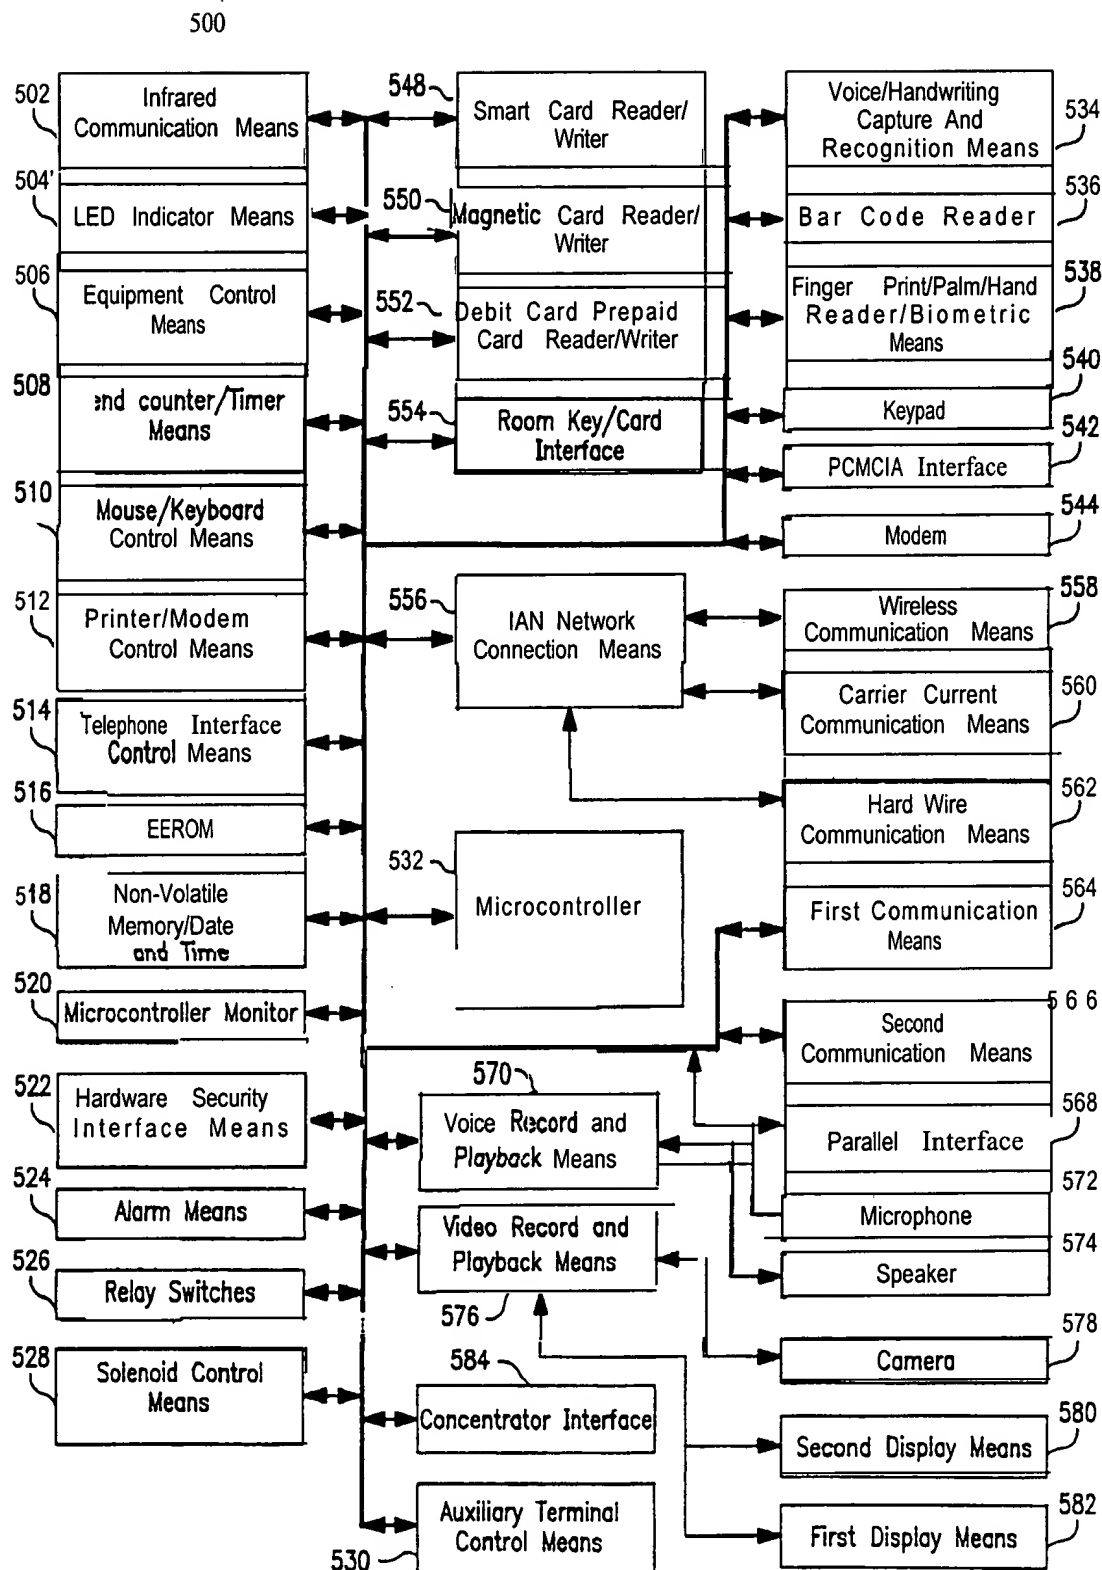 500
502
Infrared
Communication Means
504'
LED Indicator Means
506
Equipment Control
Means
508
end counter/Timer
Means
510
Mouse/Keyboard
Control Means
512
Printer/Modem
Control Means
514
Telephone Interface
Control Means
516
EEROM
518
Non-Volatile
Memory/Date
and Time
520
Microcontroller Monitor
522
Hardware Security
Interface Means
524
Alarm Means
526
Relay Switches
528
Solenoid Control
Means
548
Smart Card Reader/
Writer
550
Magnetic Card Reader/
Writer
552
Debit Card Prepaid
Card Reader/Writer
554
Room Key/Card
Interface
556
IAN Network
Connection Means
532
Microcontroller
570
Voice Record and
Playback Means
Video Record and
Playback Means
576
584
Concentrator Interface
Auxiliary Terminal
Control Means
530
Voice/Handwriting
Capture And
Recognition Means
534
536
Bar Code Reader
538
Finger Print/Palm/Hand
Reader/Biometric
Means
540
Keypad
542
PCMCIA Interface
544
Modem
558
Wireless
Communication Means
560
Carrier Current
Communication Means
562
Hard Wire
Communication Means
564
First Communication
Means
5 6 6
Second
Communication Means
568
Parallel Interface
572
Microphone
574
Speaker
578
Camera
580
Second Display Means
582
First Display Means